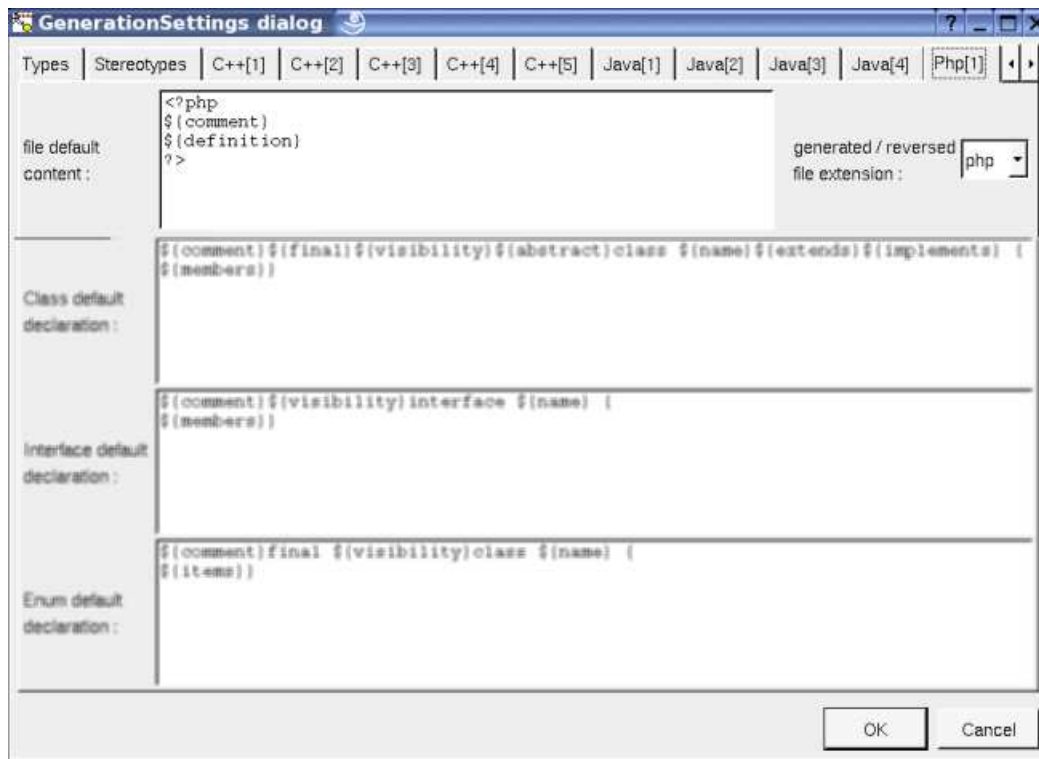 GenerationSettings dialog
Types Stereotypes C++[1] C++[2] C++[3] C++[4] C++[5] Java[1] Java[2] Java[3] Java[4] Php[1]
file default
content :
<?php
${comment}
${definition}
?>
generated / reversed
file extension :
php
Class default
declaration :
${comment}${final}${visibility}${abstract}class ${name}${extends}${implements} {
${members}}
Interface default
declaration :
${comment}${visibility}interface ${name} {
${members}}
Enum default
declaration :
${comment}final ${visibility}class ${name} {
${items}}
OK Cancel